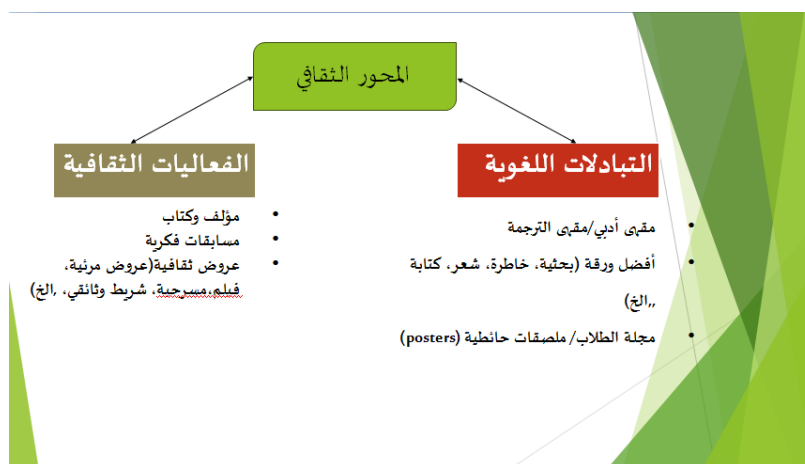 المحور الثقافي
التبادلات اللغوية
مقهى أدبي/مقهى الترجمة
أفضل ورقة (بحثية، خاطرة، شعر، كتابة
,,الخ)
مجلة الطلاب/ ملصقات حائطية (posters)
الفعاليات الثقافية
مؤلف وكتاب
مسابقات فكرية
عروض ثقافية(عروض مرئية،
فيلم،مسرحية، شريط وثائقي، ,الخ)